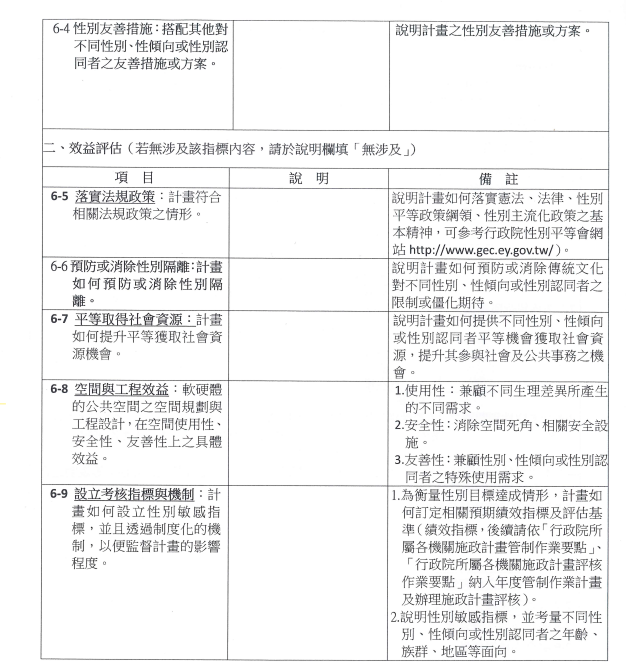 6-4 性別友善措施：搭配其他對
不同性別、性傾向或性別認
同者之友善措施或方案。
說明計畫之性別友善措施或方案。
二、效益評估（若無涉及該指標內容，請於說明欄填「無涉及」）
項 目
說 明
備 註
6-5 落實法規政策：計畫符合
相關法規政策之情形。
說明計畫如何落實憲法、法律、性別
平等政策綱領、性別主流化政策之基
本精神，可參考行政院性別平等會網
站 http://www.gec.ey.gov.tw/）。
6-6 預防或消除性別隔離：計畫
如何預防或消除性別隔
離。
說明計畫如何預防或消除傳統文化
對不同性別、性傾向或性別認同者之
限制或僵化期待。
6-7 平等取得社會資源：計畫
如何提升平等獲取社會資
源機會。
說明計畫如何提供不同性別、性傾向
或性別認同者平等機會獲取社會資
源，提升其參與社會及公共事務之機
會。
6-8 空間與工程效益：軟硬體
的公共空間之空間規劃與
工程設計，在空間使用性、
安全性、友善性上之具體
效益。
1.使用性：兼顧不同生理差異所產生
的不同需求。
2.安全性：消除空間死角、相關安全設
施。
3.友善性：兼顧性別、性傾向或性別認
同者之特殊使用需求。
6-9 設立考核指標與機制：計
畫如何設立性別敏感指
標，並且透過制度化的機
制，以便監督計畫的影響
程度。
1.為衡量性別目標達成情形，計畫如
何訂定相關預期績效指標及評估基
準（績效指標，後續請依「行政院所
屬各機關施政計畫管制作業要點」、
「行政院所屬各機關施政計畫評核
作業要點」納入年度管制作業計畫
及辦理施政計畫評核）。
2.說明性別敏感指標，並考量不同性
別、性傾向或性別認同者之年齡、
族群、地區等面向。